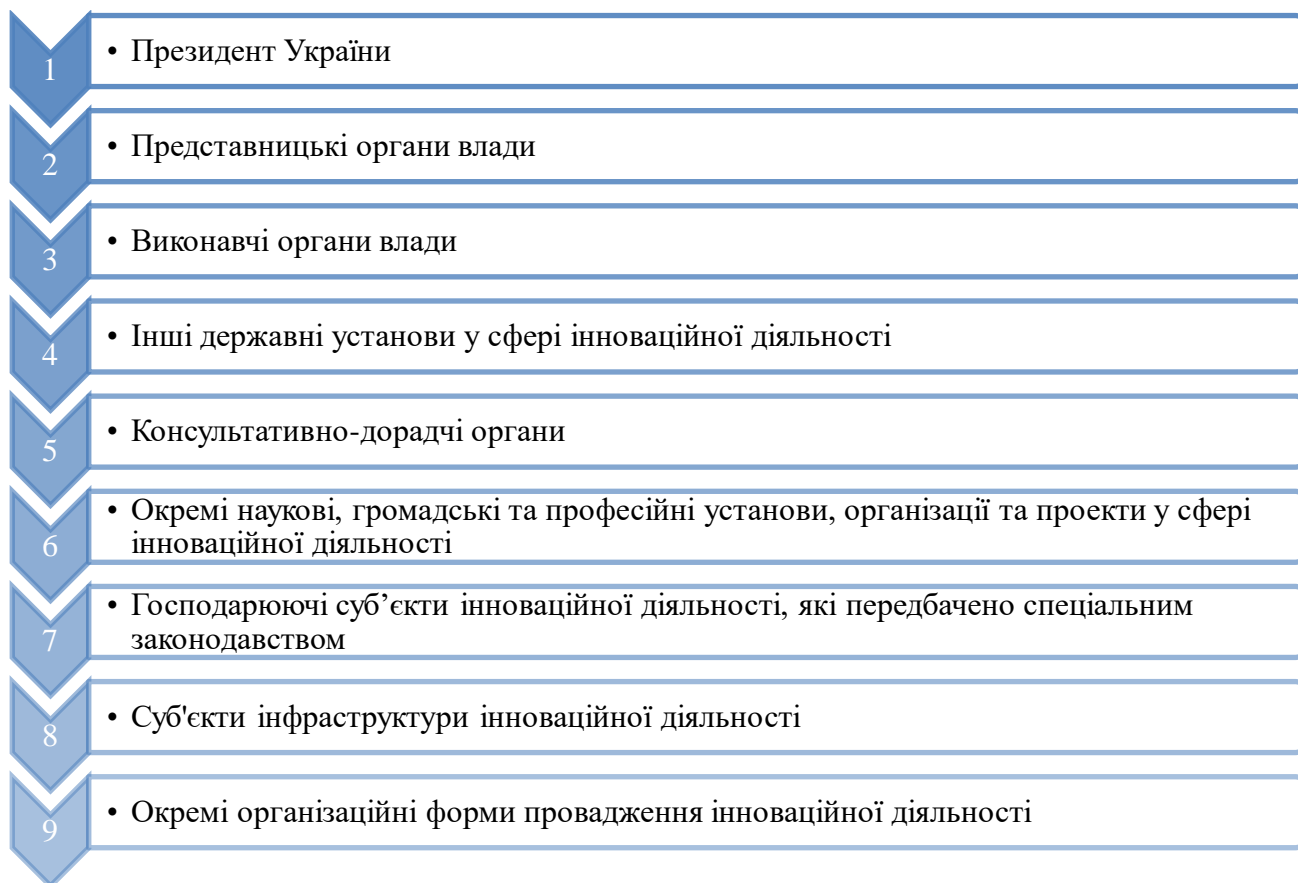 1
• Президент України
2
• Представницькі органи влади
3
• Виконавчі органи влади
4
• Інші державні установи у сфері інноваційної діяльності
5
• Консультативно-дорадчі органи
6
• Окремі наукові, громадські та професійні установи, організації та проекти у сфері
інноваційної діяльності
7
• Господарюючі суб’єкти інноваційної діяльності, які передбачено спеціальним
законодавством
8
• Суб'єкти інфраструктури інноваційної діяльності
9
• Окремі організаційні форми провадження інноваційної діяльності